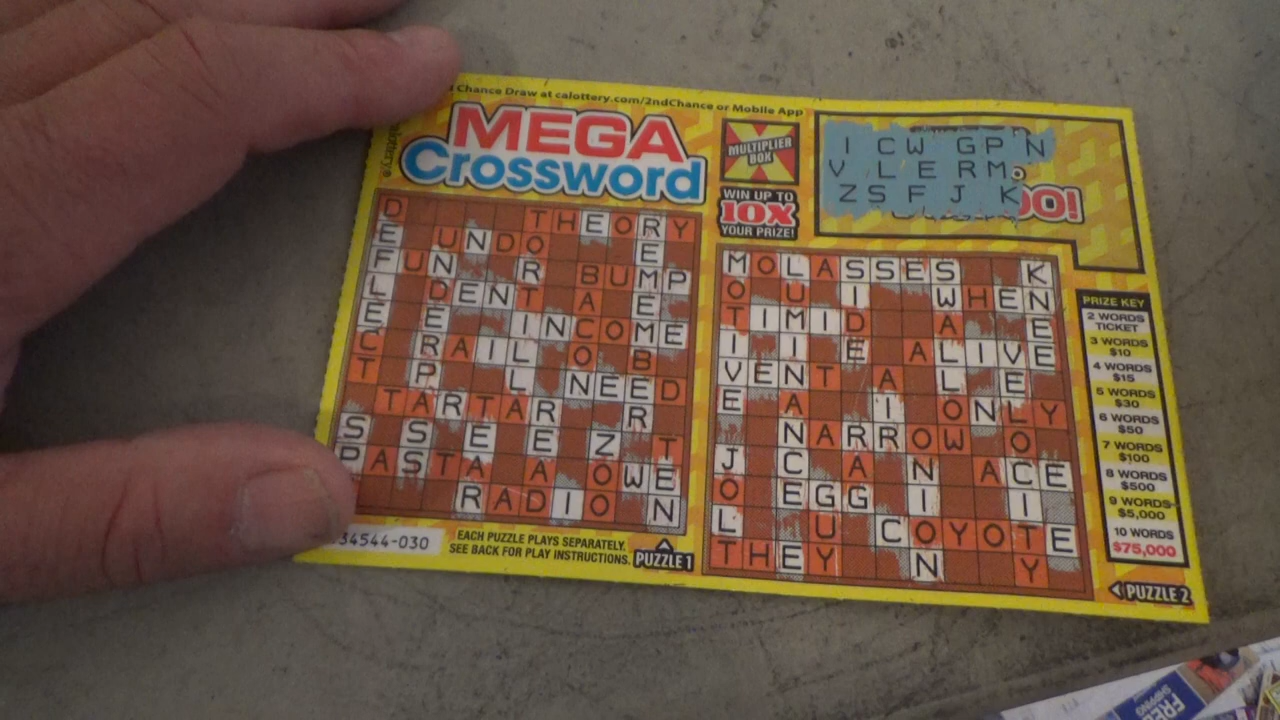 Chance Draw at calottery.com/2ndChance or Mobile App
MEGA
Crossword
MULTIPLIER
BOX
WIN UP TO
10X
YOUR PRIZE!
I C W G P N
V L E R M
Z S F J K
OO!
D THEORY
E UNDO O E
FUN R BUMP
L DENT A E
E E INCOME
C RAIL O B
T P L NEED
TARTAR R
S S E E Z T
PASTA A OWEN
RADIO O N
MOLASSES K
O U I WHEN
TIMID A E
I I E ALIVE
VENT A L E
E A I ONLY
NARROW O
J C A N ACE
O EGG I I
L U COYOTE
THEY N Y
PRIZE KEY
2 WORDS
TICKET
3 WORDS
$10
4 WORDS
$15
5 WORDS
$30
6 WORDS
$50
7 WORDS
$100
8 WORDS
$500
9 WORDS
$5,000
10 WORDS
$75,000
34544-030
EACH PUZZLE PLAYS SEPARATELY.
SEE BACK FOR PLAY INSTRUCTIONS.
PUZZLE 1
PUZZLE 2
FREE
SHIPPING